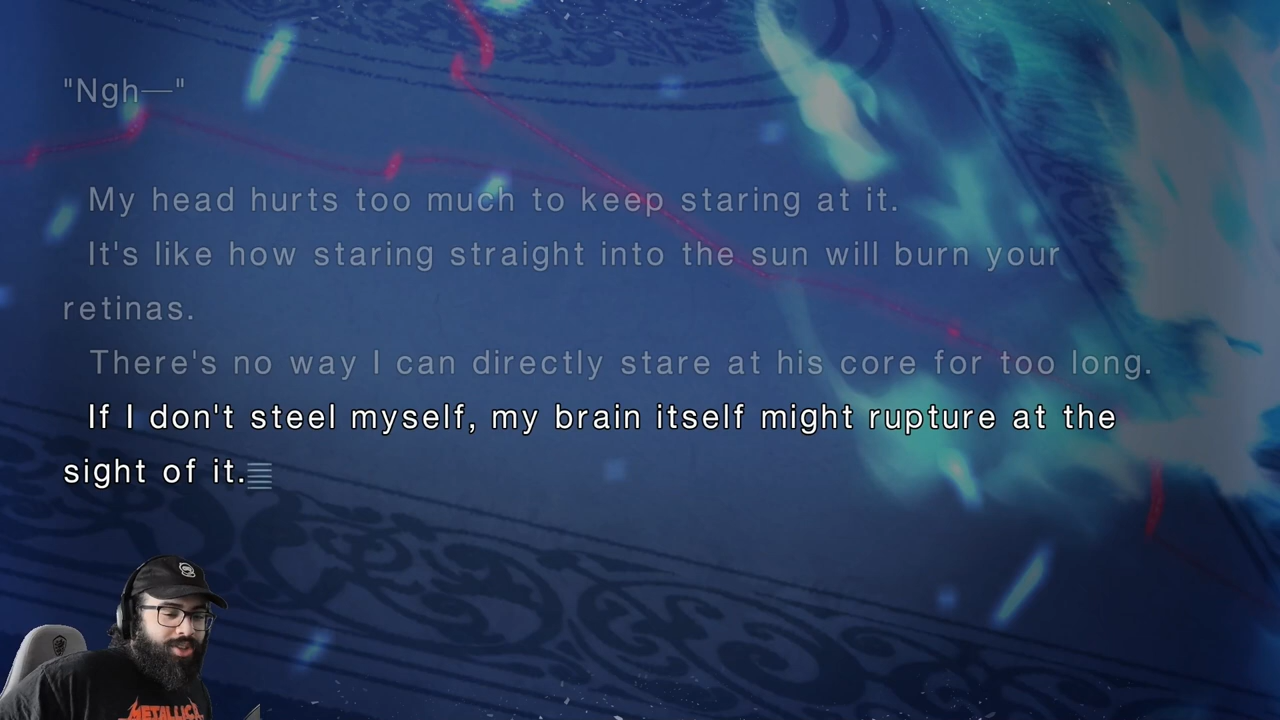 "Ngh—"
My head hurts too much to keep staring at it.
It's like how staring straight into the sun will burn your
retinas.
There's no way I can directly stare at his core for too long.
If I don't steel myself, my brain itself might rupture at the
sight of it.
METALLICA